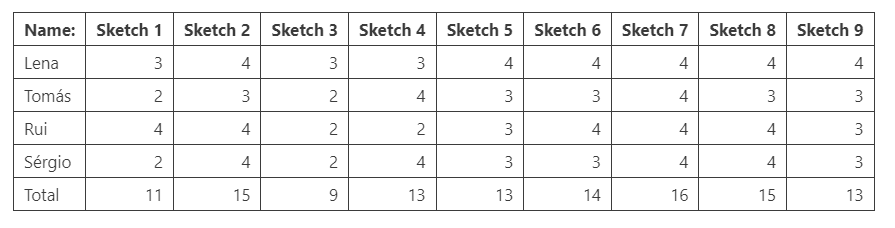 Name: Sketch 1 Sketch 2 Sketch 3 Sketch 4 Sketch 5 Sketch 6 Sketch 7 Sketch 8 Sketch 9
Lena 3 4 3 3 4 4 4 4 4
Tomás 2 3 2 4 3 3 4 3 3
Rui 4 4 2 2 3 4 4 4 3
Sérgio 2 4 2 4 3 3 4 4 3
Total 11 15 9 13 13 14 16 15 13